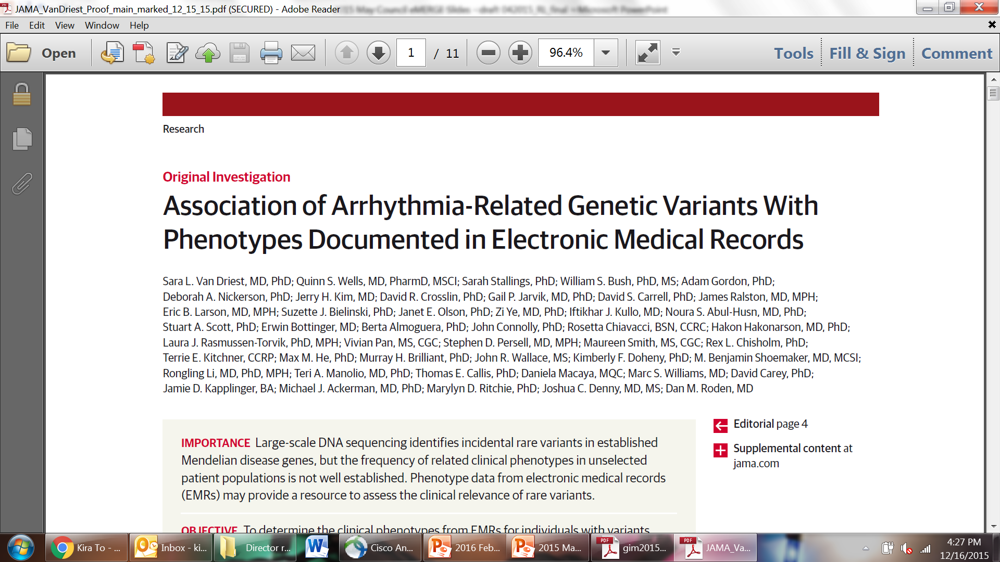 JAMA_VanDriest_Proof_main_marked_12_15_15.pdf (SECURED) - Adobe Reader
2015 May Council eMERGE Slides - draft 042015_RL_final - Microsoft PowerPoint
File Edit View Window Help
Open 1 / 11 96.4% Tools Fill & Sign Comment
Research
Original Investigation
Association of Arrhythmia-Related Genetic Variants With
Phenotypes Documented in Electronic Medical Records
Sara L. Van Driest, MD, PhD; Quinn S. Wells, MD, PharmD, MSCI; Sarah Stallings, PhD; William S. Bush, PhD, MS; Adam Gordon, PhD;
Deborah A. Nickerson, PhD; Jerry H. Kim, MD; David R. Crosslin, PhD; Gail P. Jarvik, MD, PhD; David S. Carrell, PhD; James Ralston, MD, MPH;
Eric B. Larson, MD, MPH; Suzette J. Bielinski, PhD; Janet E. Olson, PhD; Zi Ye, MD, PhD; Iftikhar J. Kullo, MD; Noura S. Abul-Husn, MD, PhD;
Stuart A. Scott, PhD; Erwin Bottinger, MD; Berta Almoguera, PhD; John Connolly, PhD; Rosetta Chiavacci, BSN, CCRC; Hakon Hakonarson, MD, PhD;
Laura J. Rasmussen-Torvik, PhD, MPH; Vivian Pan, MS, CGC; Stephen D. Persell, MD, MPH; Maureen Smith, MS, CGC; Rex L. Chisholm, PhD;
Terrie E. Kitchner, CCRP; Max M. He, PhD; Murray H. Brilliant, PhD; John R. Wallace, MS; Kimberly F. Doheny, PhD; M. Benjamin Shoemaker, MD, MCSI;
Rongling Li, MD, PhD, MPH; Teri A. Manolio, MD, PhD; Thomas E. Callis, PhD; Daniela Macaya, MQC; Marc S. Williams, MD; David Carey, PhD;
Jamie D. Kapplinger, BA; Michael J. Ackerman, MD, PhD; Marylyn D. Ritchie, PhD; Joshua C. Denny, MD, MS; Dan M. Roden, MD
IMPORTANCE Large-scale DNA sequencing identifies incidental rare variants in established
Mendelian disease genes, but the frequency of related clinical phenotypes in unselected
patient populations is not well established. Phenotype data from electronic medical records
(EMRs) may provide a resource to assess the clinical relevance of rare variants.
OBJECTIVE To determine the clinical phenotypes from EMRs for individuals with variants
Editorial page 4
Supplemental content at
jama.com
Kira To - ... Inbox - ki... Director r... Cisco An... 2016 Feb... 2015 Ma... PDF gim2015... PDF JAMA_Va...
4:27 PM
12/16/2015